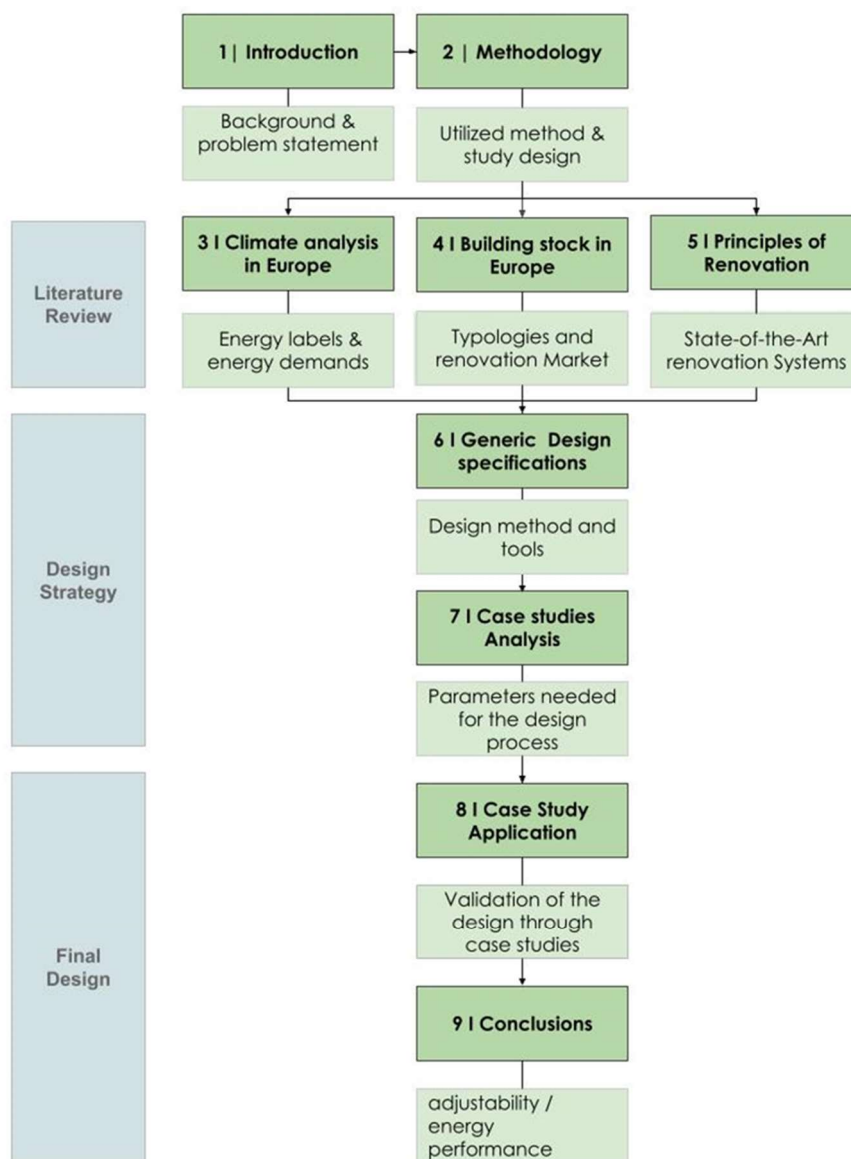 1 | Introduction
2 | Methodology
Background &
problem statement
Utilized method &
study design
Literature
Review
3 I Climate analysis
in Europe
4 I Building stock in
Europe
5 I Principles of
Renovation
Energy labels &
energy demands
Typologies and
renovation Market
State-of-the-Art
renovation Systems
Design
Strategy
6 I Generic Design
specifications
Design method and
tools
7 I Case studies
Analysis
Parameters needed
for the design
process
Final
Design
8 I Case Study
Application
Validation of the
design through
case studies
9 I Conclusions
adjustability /
energy
performance